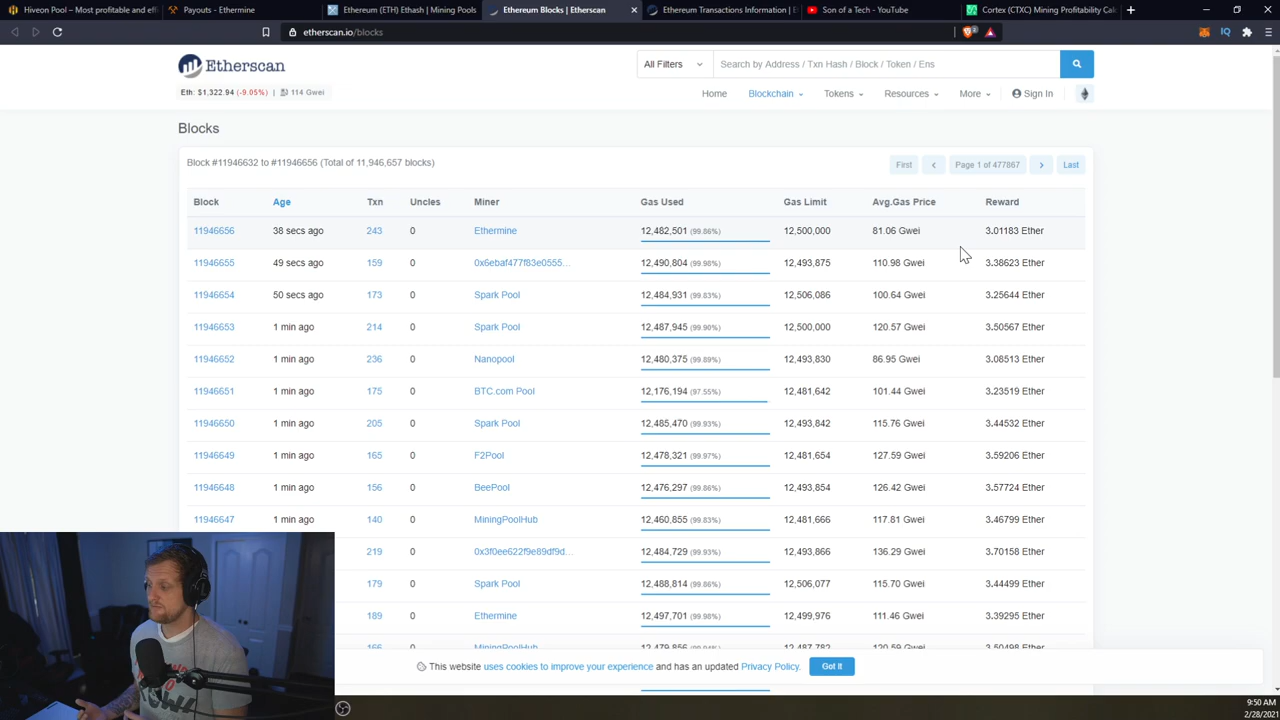 Hiveon Pool – Most profitable and eff
Payouts - Ethermine
Ethereum (ETH) Ethash | Mining Pools
Ethereum Blocks | Etherscan
Ethereum Transactions Information | E
Son of a Tech - YouTube
Cortex (CTXC) Mining Profitability Calc
etherscan.io/blocks
IQ
Etherscan
All Filters
Search by Address / Txn Hash / Block / Token / Ens
Eth: $1,322.94 (-9.05%) | 114 Gwei
Home Blockchain Tokens Resources More Sign In
Blocks
Block #11946632 to #11946656 (Total of 11,946,657 blocks)
First Page 1 of 477867 Last
Block Age Txn Uncles Miner Gas Used Gas Limit Avg.Gas Price Reward
11946656 38 secs ago 243 0 Ethermine 12,482,501 (99.86%) 12,500,000 81.06 Gwei 3.01183 Ether
11946655 49 secs ago 159 0 0x6ebaf477f83e0555... 12,490,804 (99.98%) 12,493,875 110.98 Gwei 3.38623 Ether
11946654 50 secs ago 173 0 Spark Pool 12,484,931 (99.83%) 12,506,086 100.64 Gwei 3.25644 Ether
11946653 1 min ago 214 0 Spark Pool 12,487,945 (99.90%) 12,500,000 120.57 Gwei 3.50567 Ether
11946652 1 min ago 236 0 Nanopool 12,480,375 (99.89%) 12,493,830 86.95 Gwei 3.08513 Ether
11946651 1 min ago 175 0 BTC.com Pool 12,176,194 (97.55%) 12,481,642 101.44 Gwei 3.23519 Ether
11946650 1 min ago 205 0 Spark Pool 12,485,470 (99.93%) 12,493,842 115.76 Gwei 3.44532 Ether
11946649 1 min ago 165 0 F2Pool 12,478,321 (99.97%) 12,481,654 127.59 Gwei 3.59206 Ether
11946648 1 min ago 156 0 BeePool 12,476,297 (99.86%) 12,493,854 126.42 Gwei 3.57724 Ether
11946647 1 min ago 140 0 MiningPoolHub 12,460,855 (99.83%) 12,481,666 117.81 Gwei 3.46799 Ether
219 0 0x3f0ee622f9e89df9d... 12,484,729 (99.93%) 12,493,866 136.29 Gwei 3.70158 Ether
179 0 Spark Pool 12,488,814 (99.86%) 12,506,077 115.70 Gwei 3.44499 Ether
189 0 Ethermine 12,497,701 (99.98%) 12,499,976 111.46 Gwei 3.39295 Ether
166 0 MiningPoolHub 12,479,856 (99.94%) 12,487,782 120.59 Gwei 3.50498 Ether
This website uses cookies to improve your experience and has an updated Privacy Policy. Got It
9:50 AM
2/28/2021